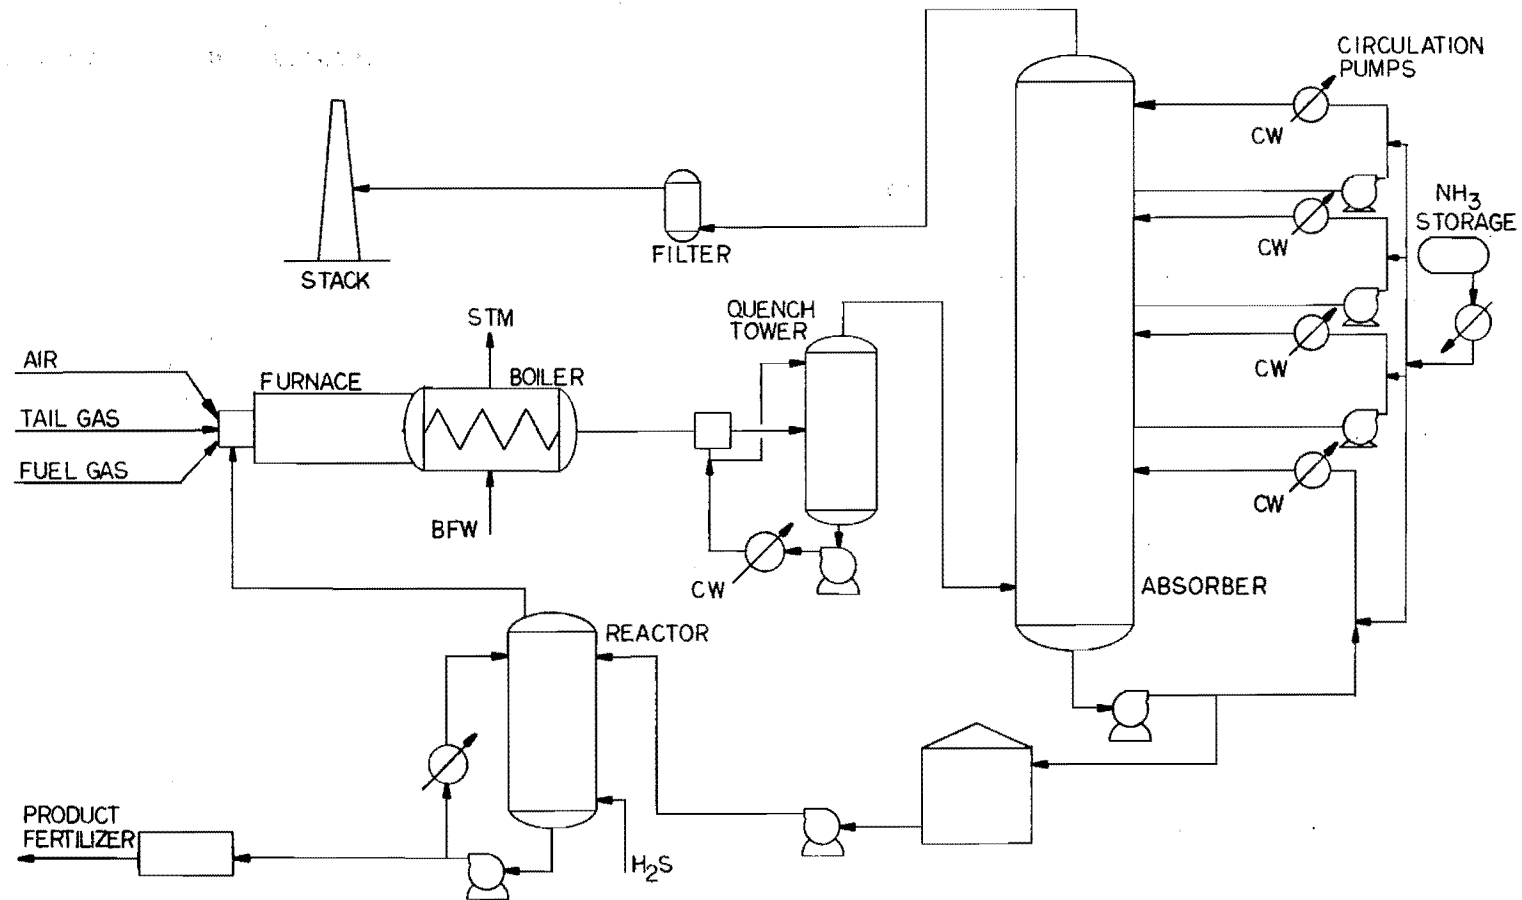 CIRCULATION
PUMPS
CW
NH3
STORAGE
CW
FILTER
STACK
QUENCH
TOWER
STM
AIR
FURNACE
BOILER
CW
TAIL GAS
FUEL GAS
CW
BFW
CW
ABSORBER
REACTOR
PRODUCT
FERTILIZER
H2S